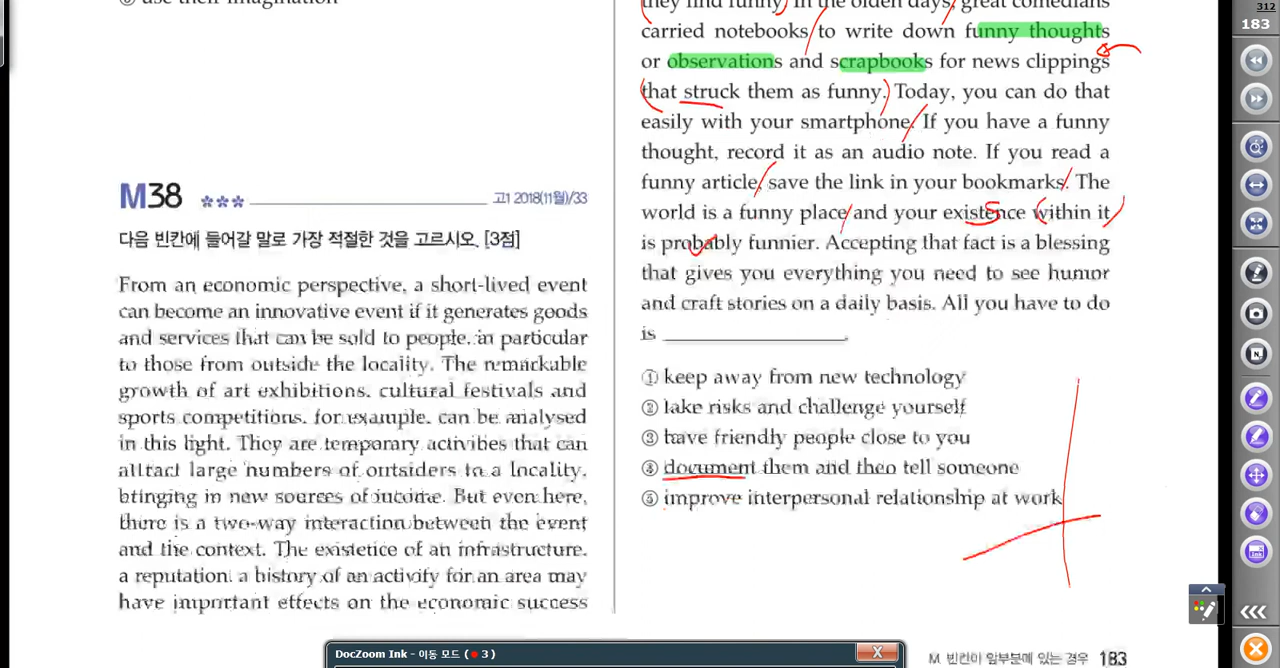 use their imagination
M38 ★★★ 고1 2018(11월)/33
다음 빈칸에 들어갈 말로 가장 적절한 것을 고르시오. [3점]
From an economic perspective, a short-lived event
can become an innovative event if it generates goods
and services that can be sold to people, in particular
to those from outside the locality. The remarkable
growth of art exhibitions, cultural festivals and
sports competitions, for example, can be analysed
in this light. They are temporary activities that can
attract large numbers of outsiders to a locality,
bringing in new sources of income. But even here,
there is a two-way interaction between the event
and the context. The existence of an infrastructure,
a reputation, a history of an activity for an area may
have important effects on the economic success
they find funny) In the olden days, great comedians
carried notebooks to write down funny thoughts
or observations and scrapbooks for news clippings
that struck them as funny. Today, you can do that
easily with your smartphone. If you have a funny
thought, record it as an audio note. If you read a
funny article, save the link in your bookmarks. The
world is a funny place and your existence within it
is probably funnier. Accepting that fact is a blessing
that gives you everything you need to see humor
and craft stories on a daily basis. All you have to do
is ____________________.
① keep away from new technology
② take risks and challenge yourself
③ have friendly people close to you
④ document them and then tell someone
⑤ improve interpersonal relationship at work
M 빈칸이 앞부분에 있는 경우 183
DocZoom Ink - 이동 모드 ( 3 )
X
312
183
Ink